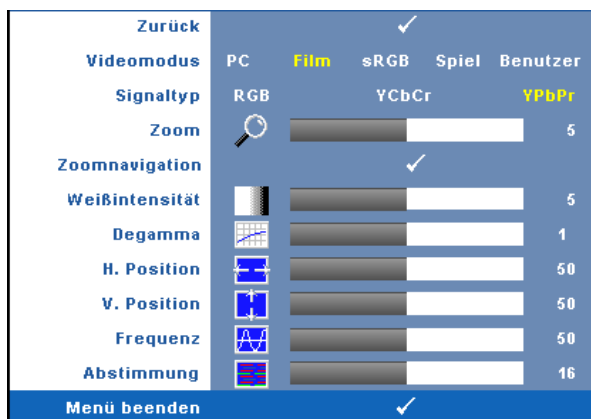 Zurück
Videomodus PC Film sRGB Spiel Benutzer
Signaltyp RGB YCbCr YPbPr
Zoom 5
Zoomnavigation
Weißintensität 5
Degamma 1
H. Position 50
V. Position 50
Frequenz 50
Abstimmung 16
Menü beenden